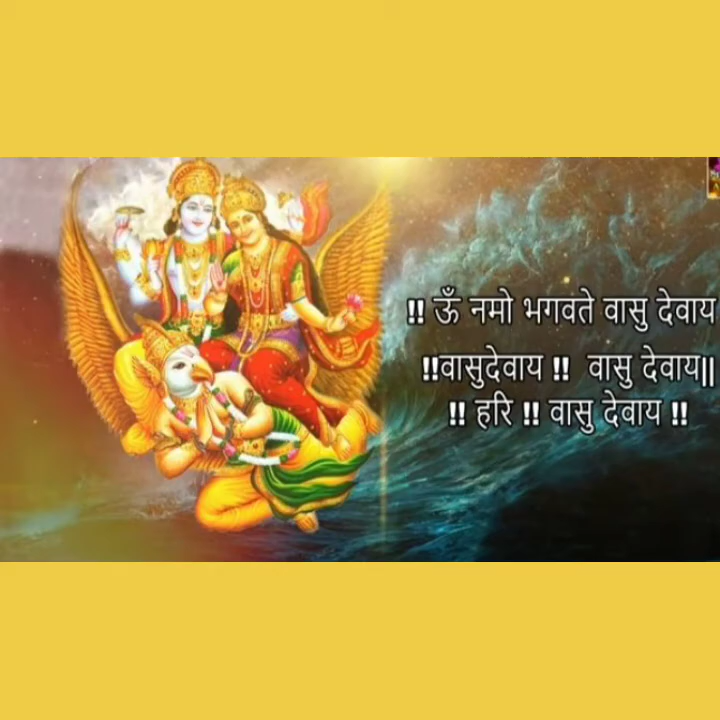 !! ऊँ नमो भगवते वासु देवाय
!!वासुदेवाय !! वासु देवाय||
!! हरि !! वासु देवाय !!